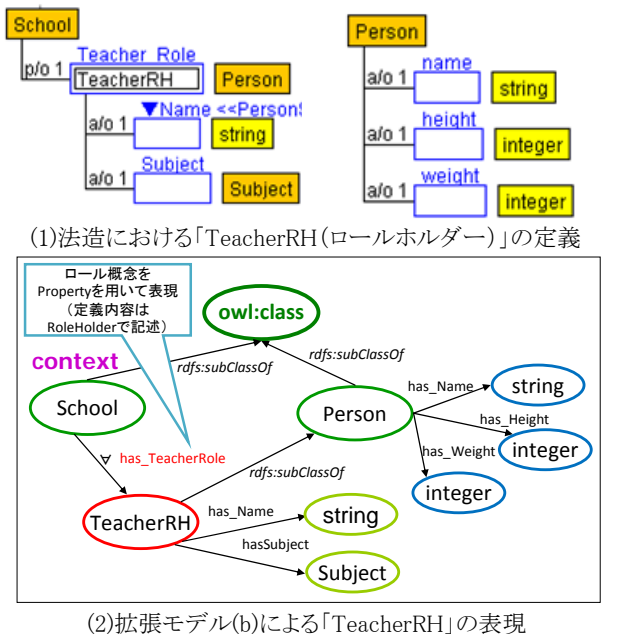 School
p/o 1
Teacher Role
TeacherRH
Person
a/o 1
▼Name <<Person
string
a/o 1
Subject
Subject
Person
a/o 1
name
string
a/o 1
height
integer
a/o 1
weight
integer
(1)法造における「TeacherRH(ロールホルダー)」の定義
ロール概念を
Propertyを用いて表現
(定義内容は
RoleHolderで記述)
owl:class
context
rdfs:subClassOf
rdfs:subClassOf
School
Person
has_Name
string
has_Height
integer
has_Weight
integer
∀ has_TeacherRole
rdfs:subClassOf
TeacherRH
has_Name
string
hasSubject
Subject
(2)拡張モデル(b)による「TeacherRH」の表現